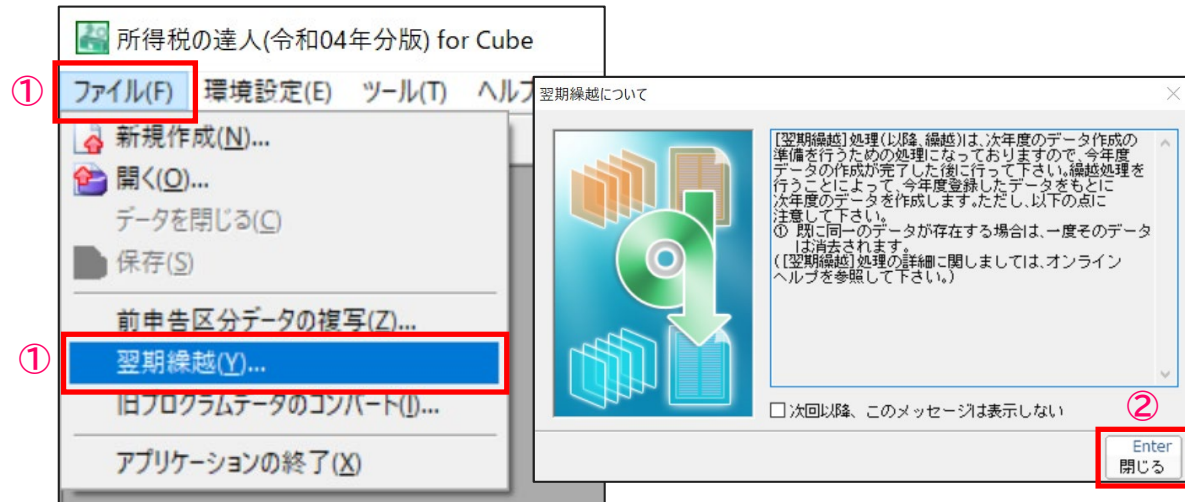 所得税の達人(令和04年分版) for Cube
①
ファイル(F) 環境設定(E) ツール(T) ヘルプ
新規作成(N)...
開く(O)...
データを閉じる(C)
保存(S)
前申告区分データの複写(Z)...
①
翌期繰越(Y)...
旧プログラムデータのコンバート(I)...
アプリケーションの終了(X)
翌期繰越について
[翌期繰越]処理(以降、繰越)は、次年度のデータ作成の
準備を行うための処理になっておりますので、今年度
データの作成が完了した後に行って下さい。繰越処理を
行うことによって、今年度登録したデータをもとに
次年度のデータを作成します。ただし、以下の点に
注意して下さい。
① 既に同一のデータが存在する場合は、一度そのデータ
は消去されます。
([翌期繰越]処理の詳細に関しましては、オンライン
ヘルプを参照して下さい。)
次回以降、このメッセージは表示しない
②
Enter
閉じる